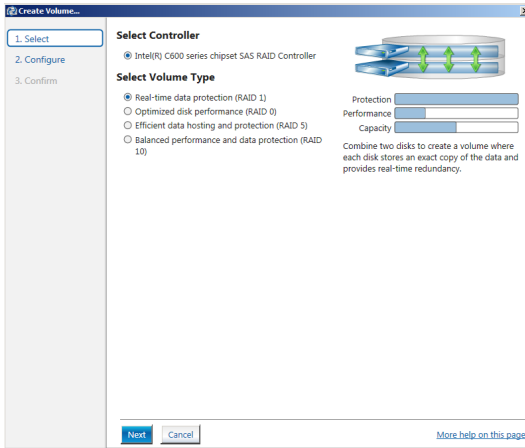 Create Volume...
1. Select
2. Configure
3. Confirm
Select Controller
Intel(R) C600 series chipset SAS RAID Controller
Select Volume Type
Real-time data protection (RAID 1)
Optimized disk performance (RAID 0)
Efficient data hosting and protection (RAID 5)
Balanced performance and data protection (RAID
10)
Protection
Performance
Capacity
Combine two disks to create a volume where
each disk stores an exact copy of the data and
provides real-time redundancy.
Next
Cancel
More help on this page